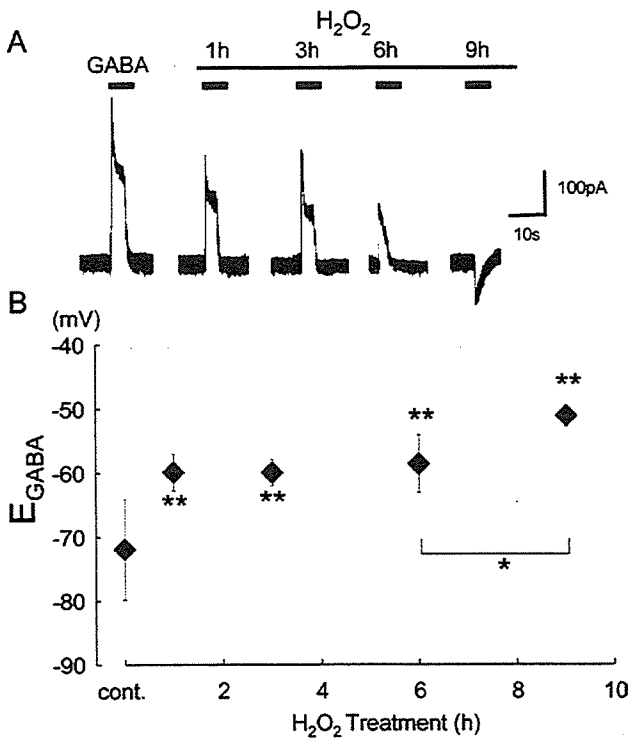 A
H₂O₂
GABA 1h 3h 6h 9h
100pA
10s
B
(mV)
-40
-50
-60
-70
-80
-90
E_GABA
**
**
**
**
*
cont. 2 4 6 8 10
H₂O₂ Treatment (h)